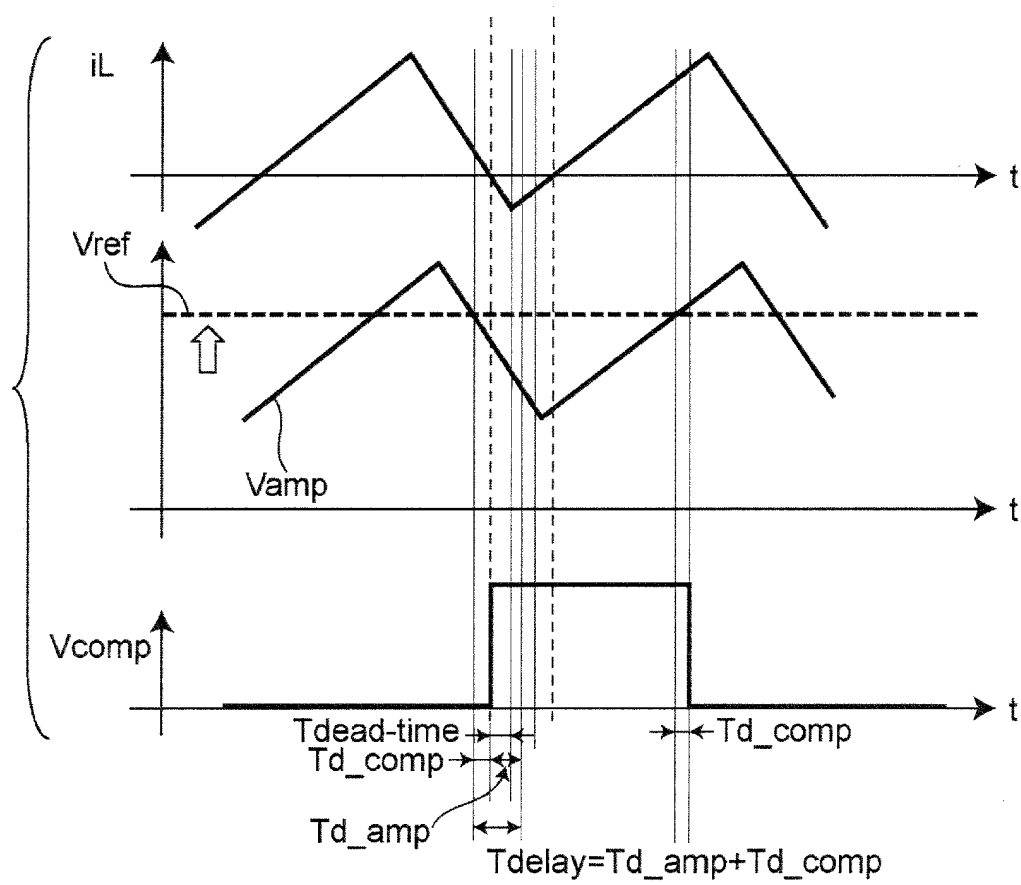 iL
t
Vref
Vamp
t
Vcomp
t
Tdead-time
Td_comp
Td_comp
Td_amp
Tdelay=Td_amp+Td_comp